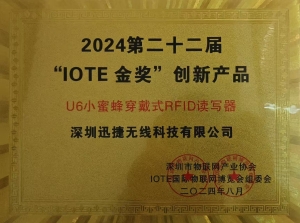 2024第二十二届
“IOTE 金奖”创新产品
U6小蜜蜂穿戴式RFID读写器
深圳迅捷无线科技有限公司
深圳市物联网产业协会
IOTE国际物联网博览会组委会
二〇二四年八月